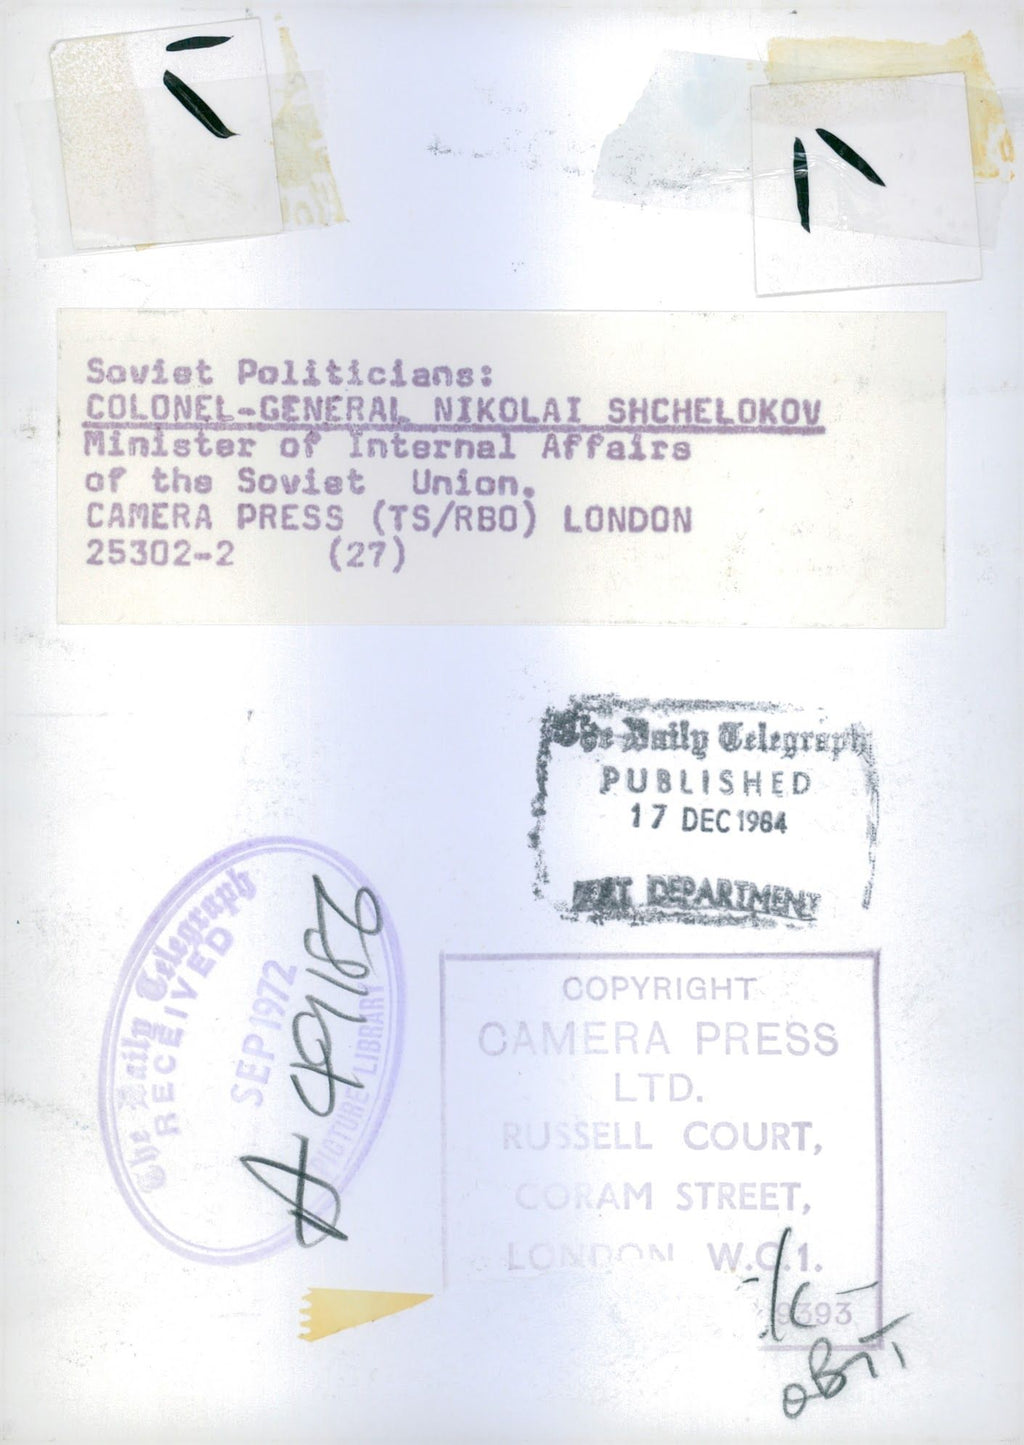 Soviet Politicians:
COLONEL-GENERAL NIKOLAI SHCHELOKOV
Minister of Internal Affairs
of the Soviet Union.
CAMERA PRESS (TS/RBO) LONDON
25302-2 (27)
The Daily Telegraph
PUBLISHED
17 DEC 1984
DEPARTMENT
The Daily Telegraph
RECEIVED
SEP 1972
PICTURE LIBRARY
COPYRIGHT
CAMERA PRESS
LTD.
RUSSELL COURT,
CORAM STREET,
LONDON W.C.1.
9393
OBIT